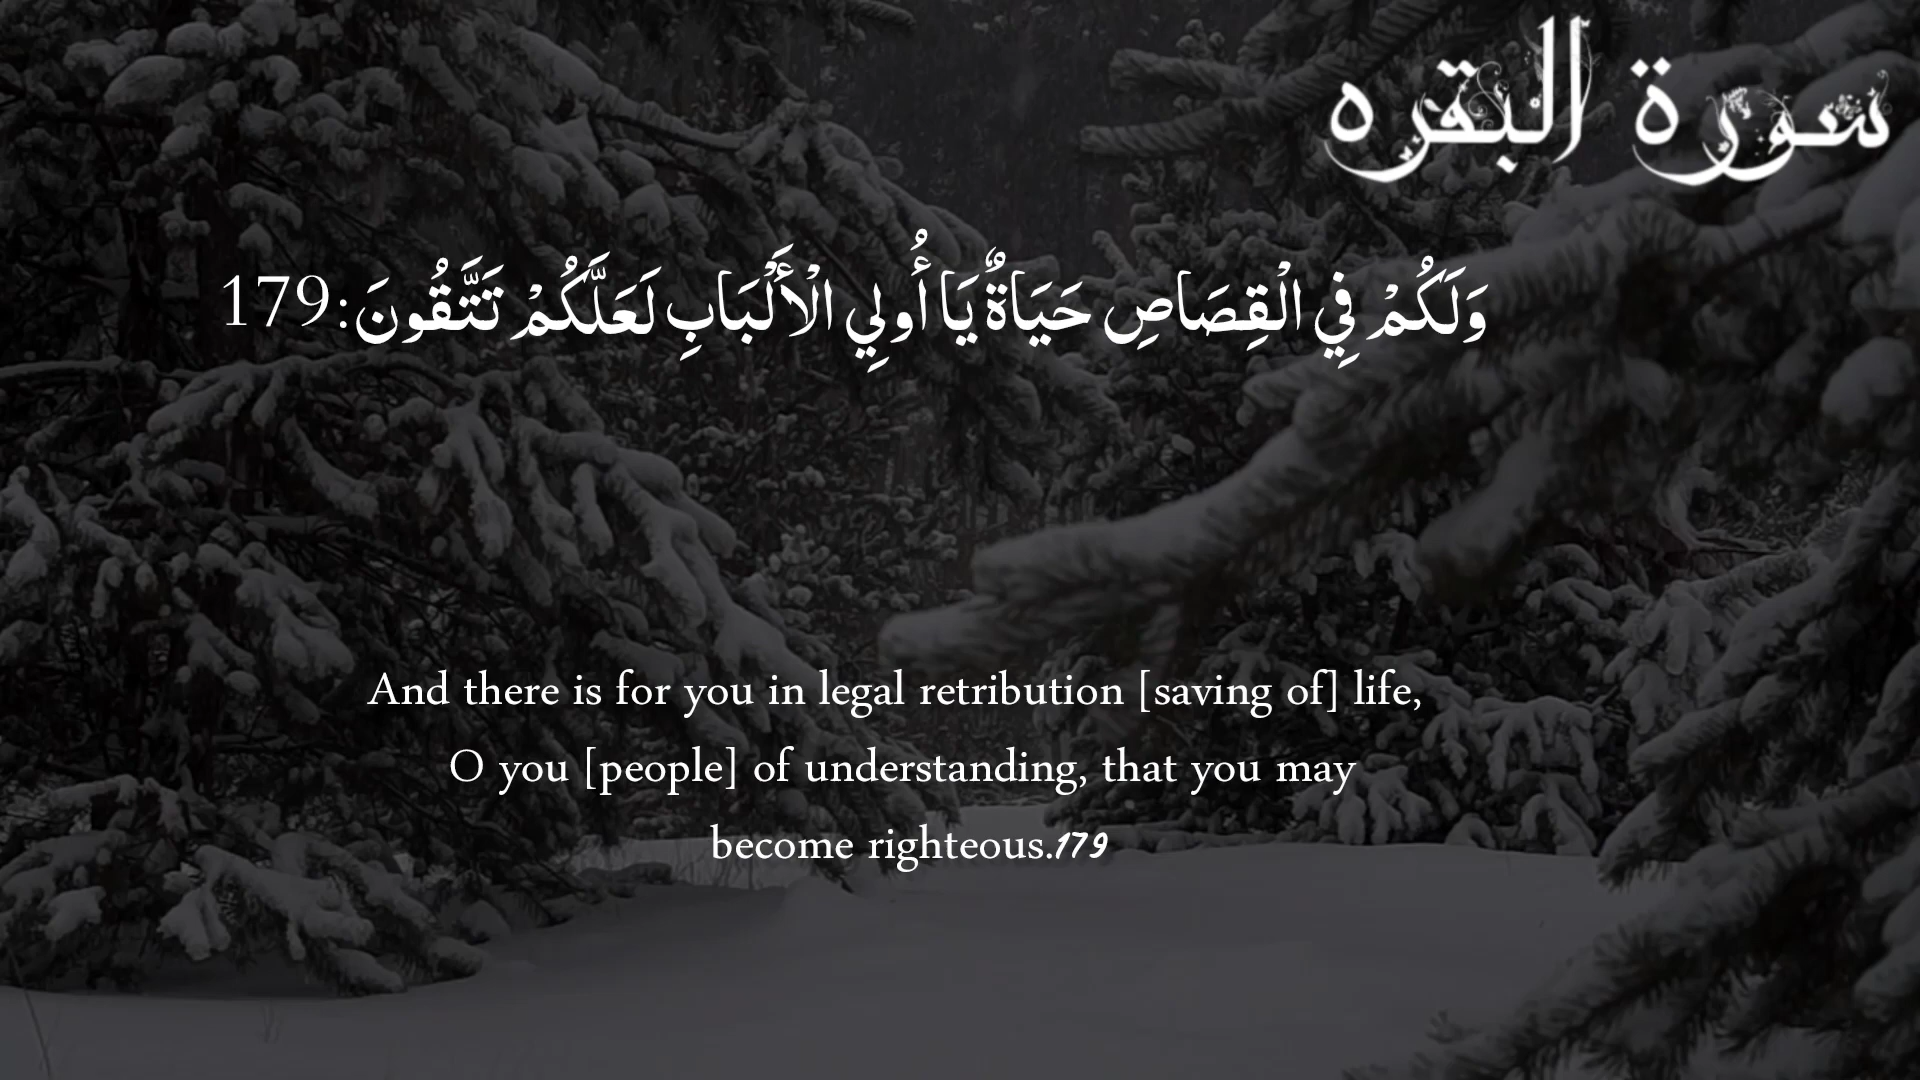 سورة البقره
وَلَكُمْ فِي الْقِصَاصِ حَيَاةٌ يَا أُولِي الْأَلْبَابِ لَعَلَّكُمْ تَتَّقُونَ:179
And there is for you in legal retribution [saving of] life,
O you [people] of understanding, that you may
become righteous.179